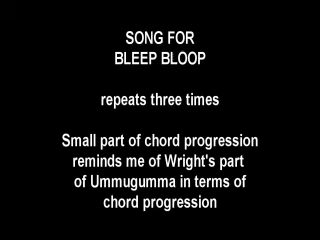 SONG FOR
BLEEP BLOOP
repeats three times
Small part of chord progression
reminds me of Wright's part
of Ummugumma in terms of
chord progression